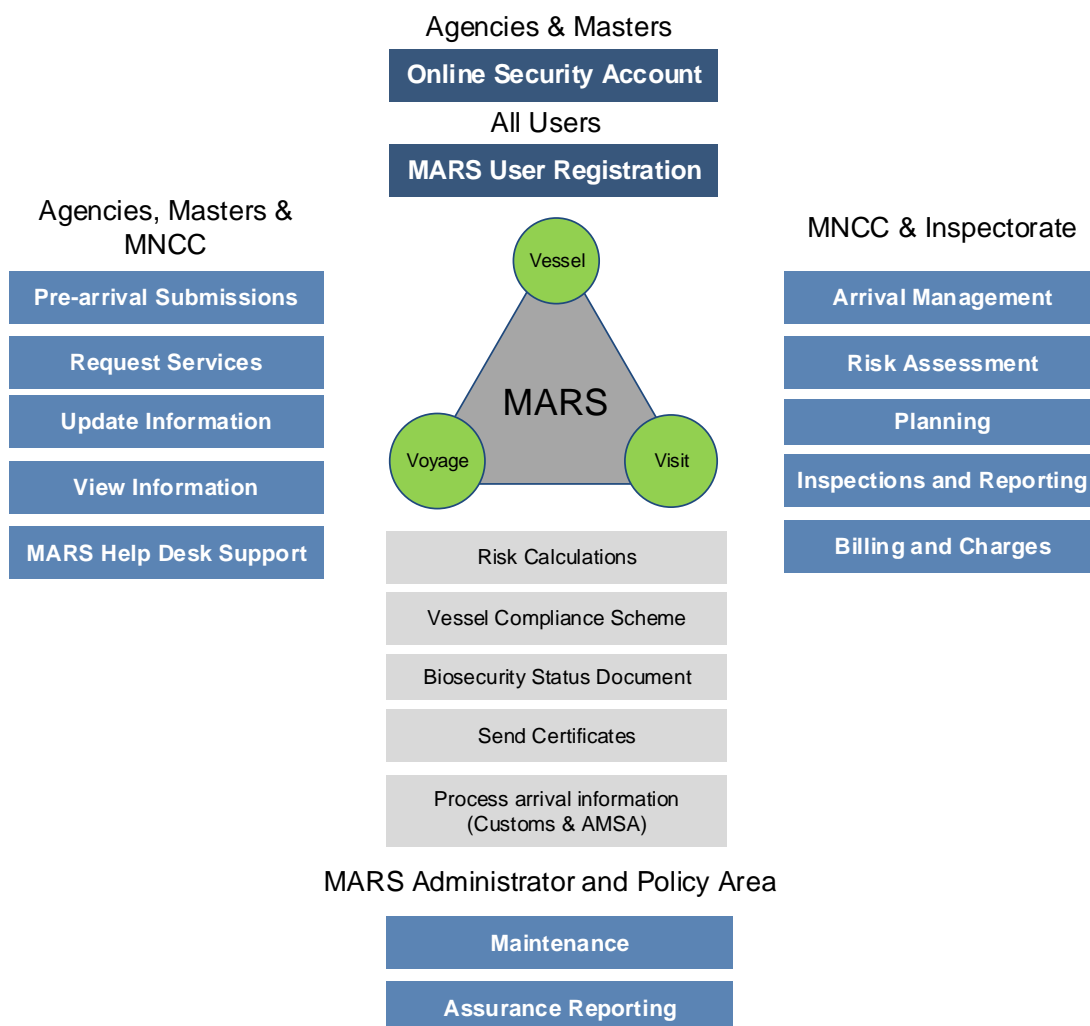 Agencies & Masters
Online Security Account
All Users
MARS User Registration
Agencies, Masters &
MNCC
Pre-arrival Submissions
Request Services
Update Information
View Information
MARS Help Desk Support
Vessel
MARS
Voyage
Visit
MNCC & Inspectorate
Arrival Management
Risk Assessment
Planning
Inspections and Reporting
Billing and Charges
Risk Calculations
Vessel Compliance Scheme
Biosecurity Status Document
Send Certificates
Process arrival information
(Customs & AMSA)
MARS Administrator and Policy Area
Maintenance
Assurance Reporting